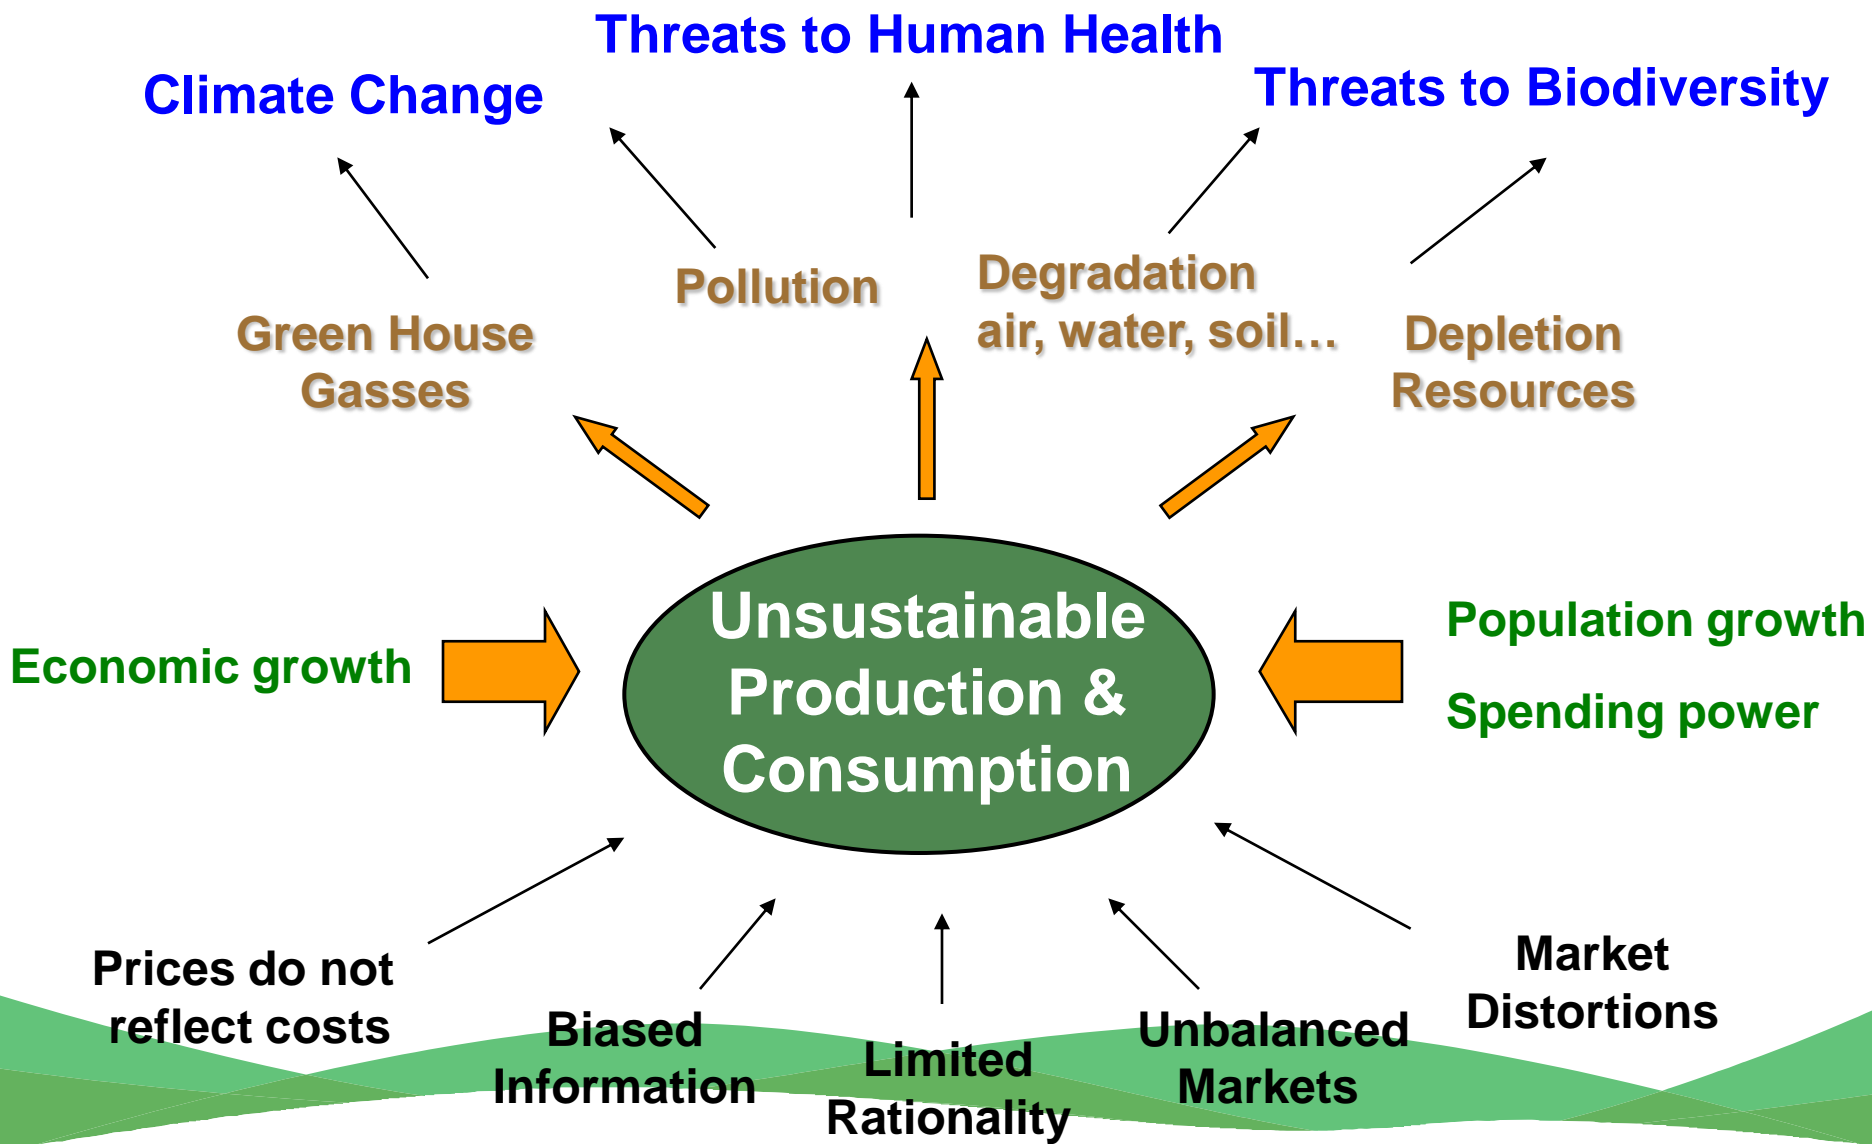 Threats to Human Health
Climate Change
Threats to Biodiversity
Pollution
Degradation
air, water, soil…
Green House
Gasses
Depletion
Resources
Unsustainable
Production &
Consumption
Economic growth
Population growth
Spending power
Prices do not
reflect costs
Biased
Information
Limited
Rationality
Unbalanced
Markets
Market
Distortions